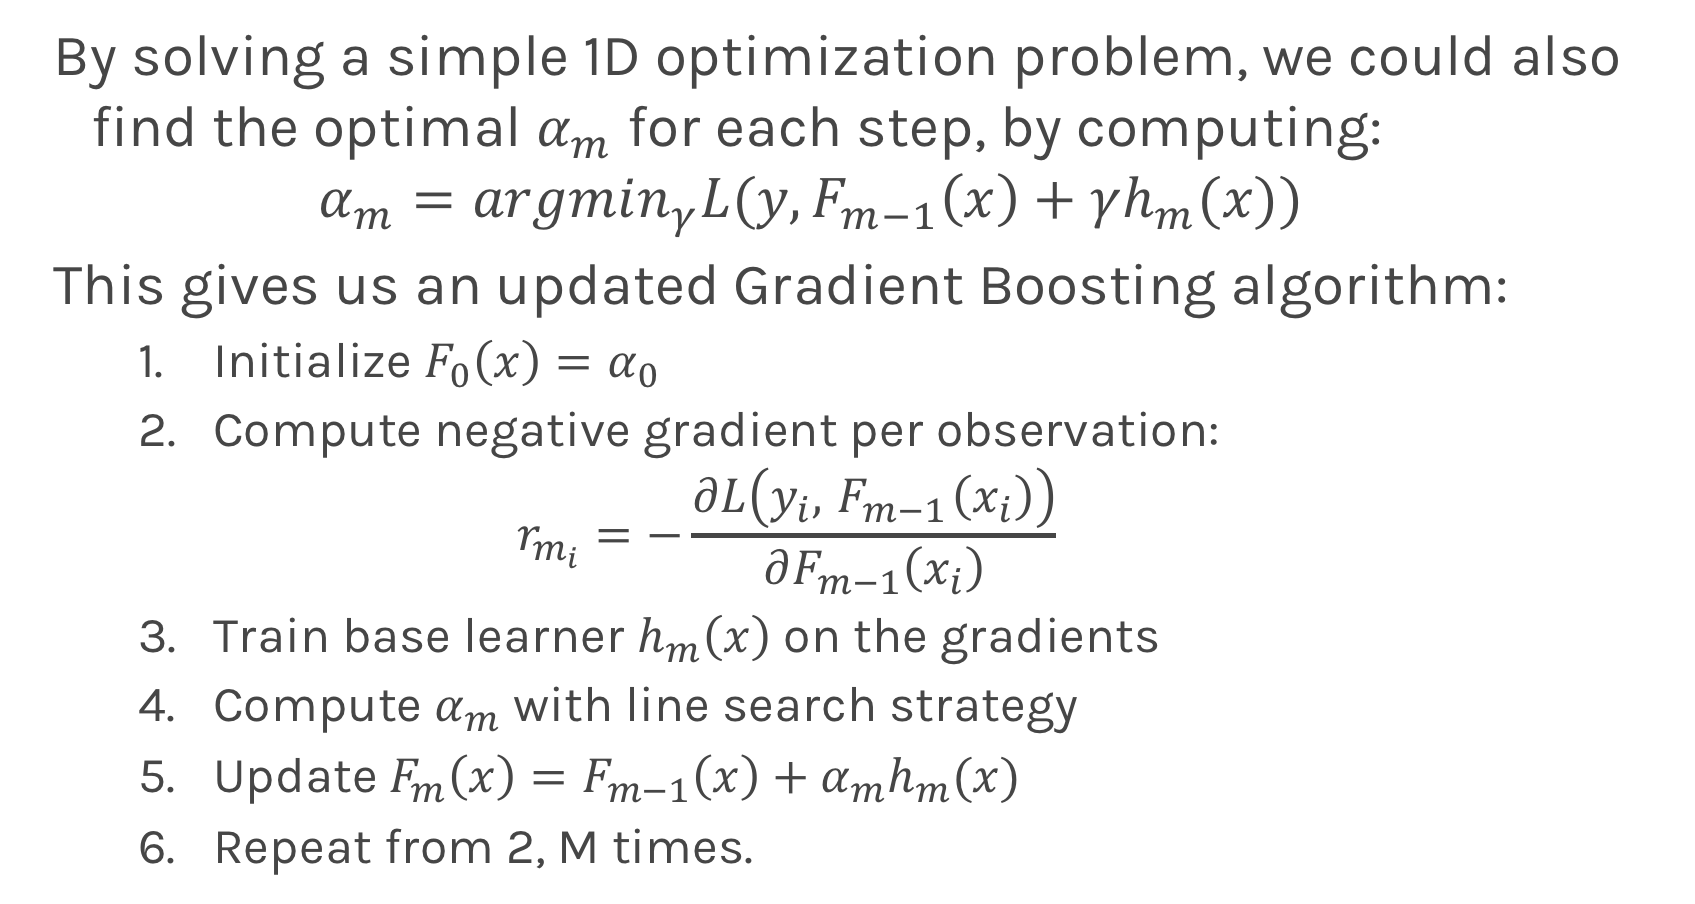 By solving a simple 1D optimization problem, we could also
find the optimal αₘ for each step, by computing:
αₘ = argminᵧL(y, Fₘ₋₁(x) + γhₘ(x))
This gives us an updated Gradient Boosting algorithm:
1. Initialize F₀(x) = α₀
2. Compute negative gradient per observation:
r_{m_i} = − ∂L(yᵢ, Fₘ₋₁(xᵢ)) / ∂Fₘ₋₁(xᵢ)
3. Train base learner hₘ(x) on the gradients
4. Compute αₘ with line search strategy
5. Update Fₘ(x) = Fₘ₋₁(x) + αₘhₘ(x)
6. Repeat from 2, M times.